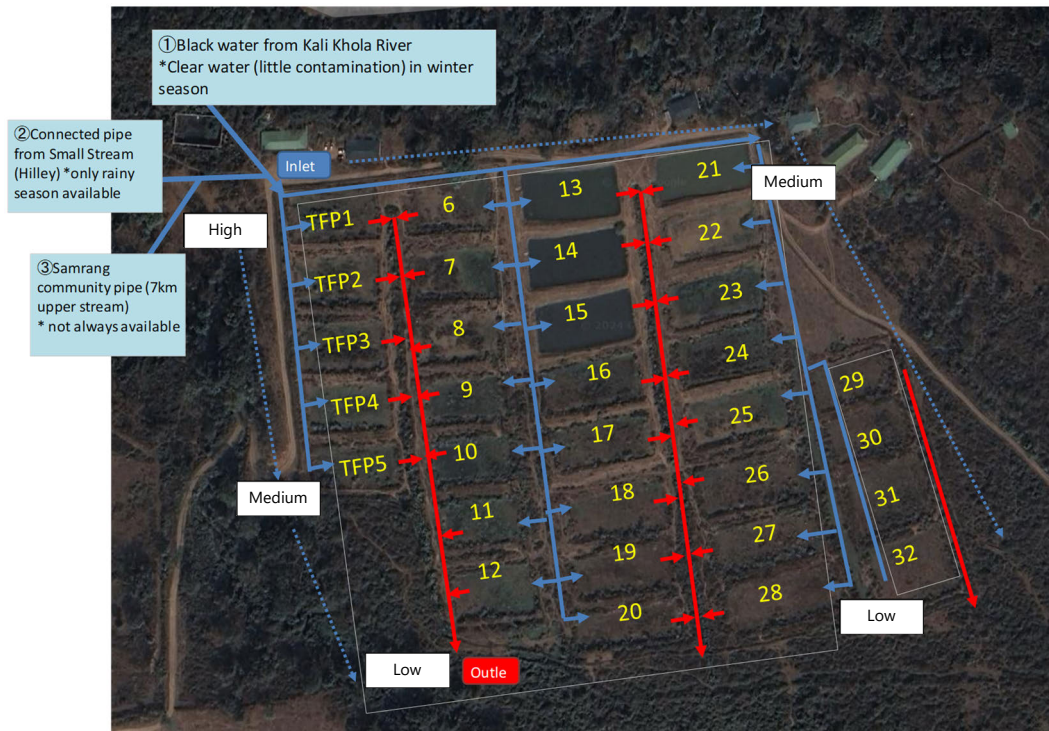 ①Black water from Kali Khola River
*Clear water (little contamination) in winter
season
②Connected pipe
from Small Stream
(Hilley) *only rainy
season available
③Samrang
community pipe (7km
upper stream)
* not always available
Inlet
High
Medium
Low
Outle
Medium
Low
TFP1
TFP2
TFP3
TFP4
TFP5
6
7
8
9
10
11
12
13
14
15
16
17
18
19
20
21
22
23
24
25
26
27
28
29
30
31
32